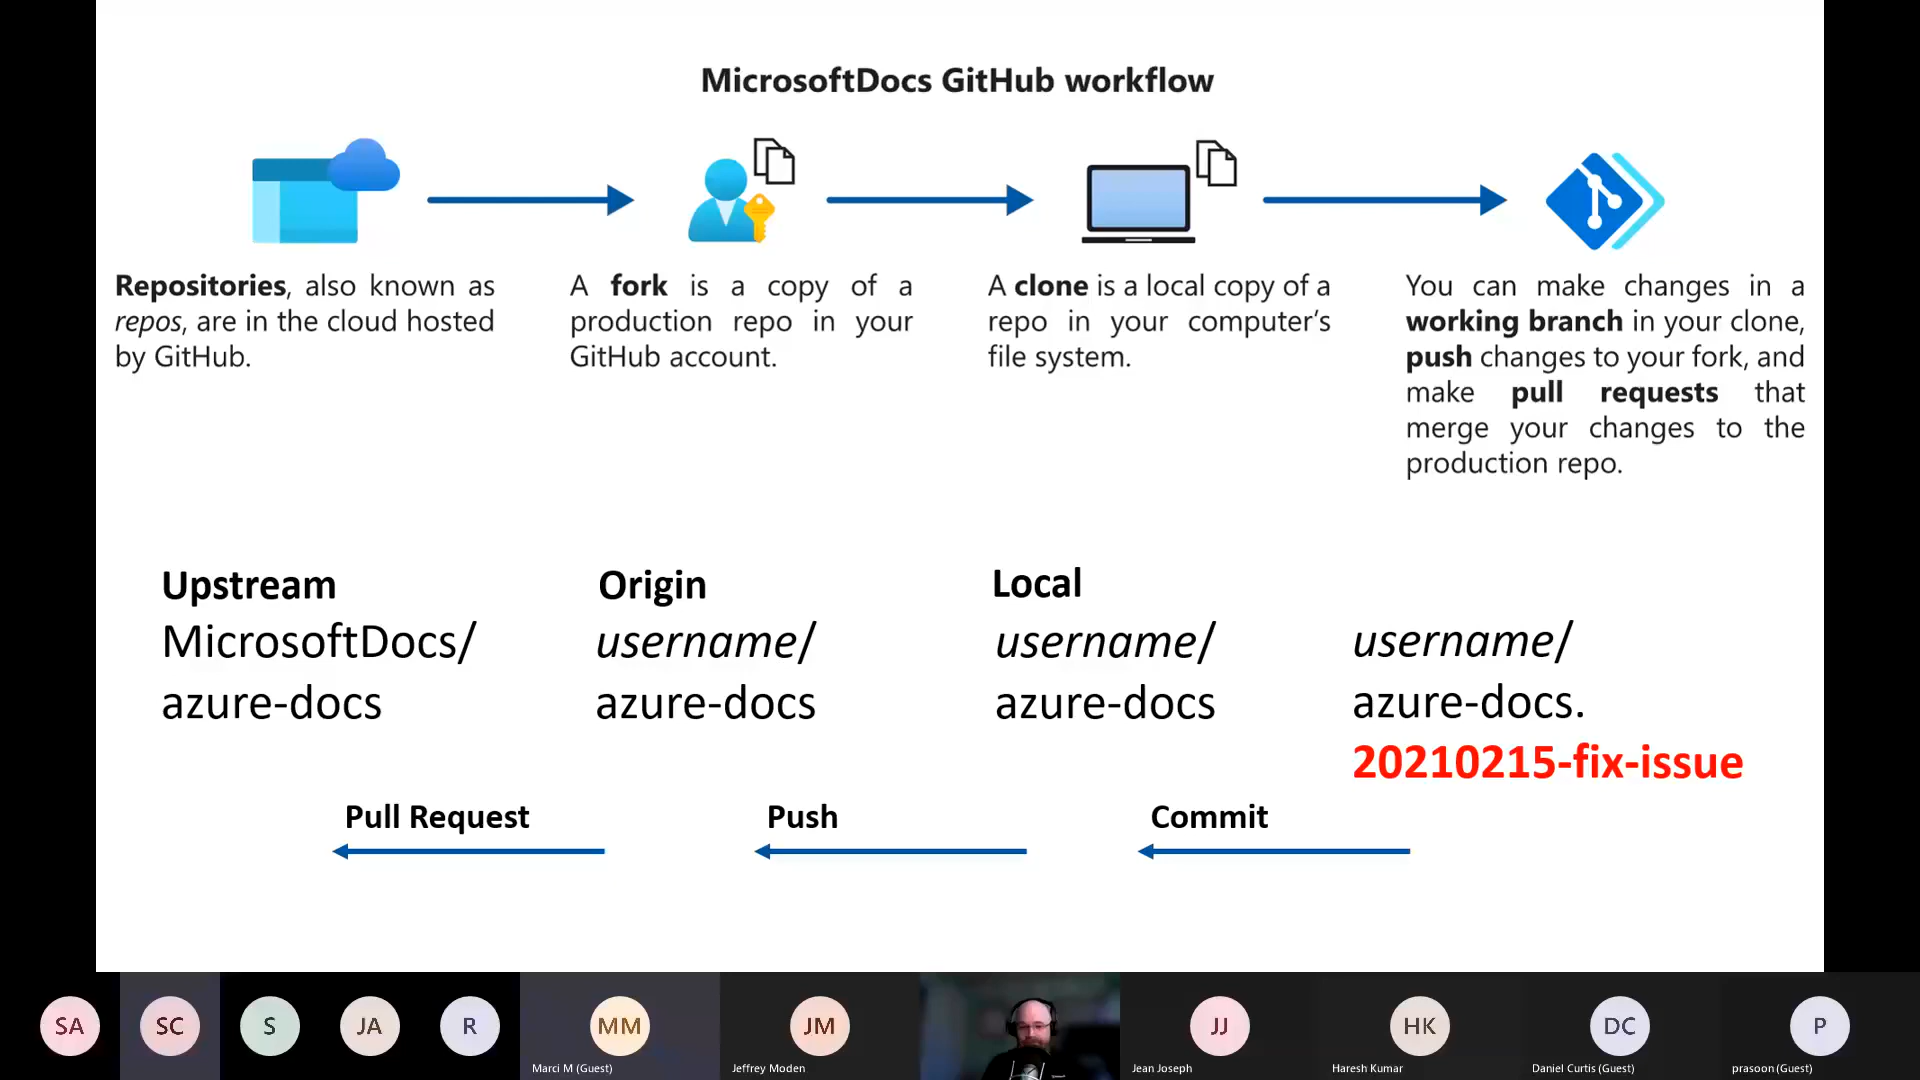 MicrosoftDocs GitHub workflow
Repositories, also known as
repos, are in the cloud hosted
by GitHub.
A fork is a copy of a
production repo in your
GitHub account.
A clone is a local copy of a
repo in your computer's
file system.
You can make changes in a
working branch in your clone,
push changes to your fork, and
make pull requests that
merge your changes to the
production repo.
Upstream
MicrosoftDocs/
azure-docs
Origin
username/
azure-docs
Local
username/
azure-docs
username/
azure-docs.
20210215-fix-issue
Pull Request
Push
Commit
SA
SC
S
JA
R
MM
Marci M (Guest)
JM
Jeffrey Moden
JJ
Jean Joseph
HK
Haresh Kumar
DC
Daniel Curtis (Guest)
P
prasoon (Guest)